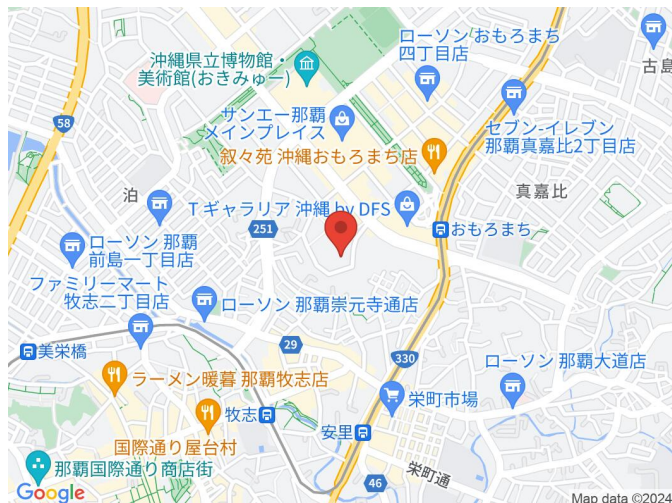 沖縄県立博物館・
美術館(おきみゅー)
ローソン おもろまち
四丁目店
古島
サンエー那覇
メインプレイス
セブン-イレブン
那覇真嘉比2丁目店
58
叙々苑 沖縄おもろまち店
泊
真嘉比
T ギャラリア 沖縄 by DFS
251
おもろまち
ローソン 那覇
前島一丁目店
ファミリーマート
牧志二丁目店
ローソン 那覇崇元寺通店
29
330
美栄橋
ローソン 那覇大道店
ラーメン暖暮 那覇牧志店
栄町市場
牧志
安里
国際通り屋台村
栄町通
那覇国際通り商店街
46
Google
Map data ©2024